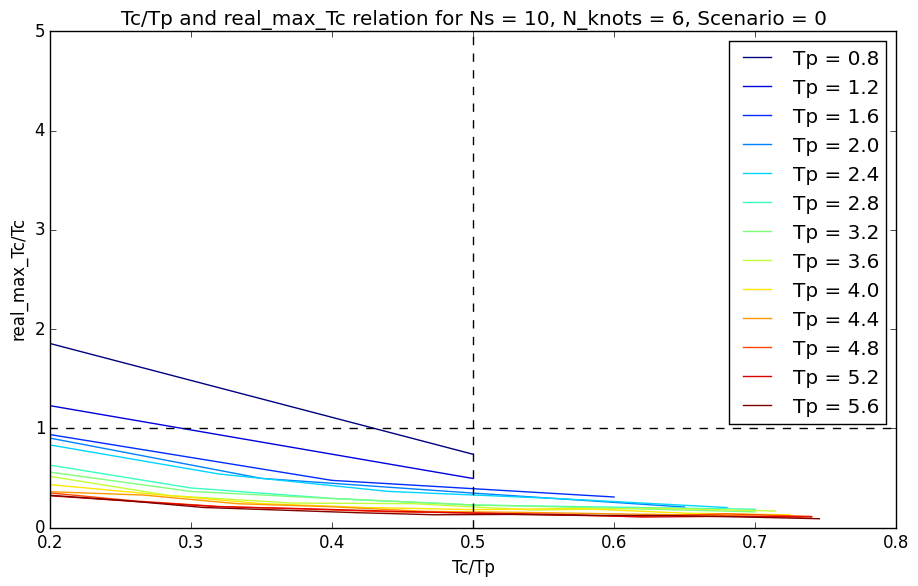 Tc/Tp and real_max_Tc relation for Ns = 10, N_knots = 6, Scenario = 0
5
4
3
2
1
0
real_max_Tc/Tc
Tp = 0.8
Tp = 1.2
Tp = 1.6
Tp = 2.0
Tp = 2.4
Tp = 2.8
Tp = 3.2
Tp = 3.6
Tp = 4.0
Tp = 4.4
Tp = 4.8
Tp = 5.2
Tp = 5.6
0.2 0.3 0.4 0.5 0.6 0.7 0.8
Tc/Tp